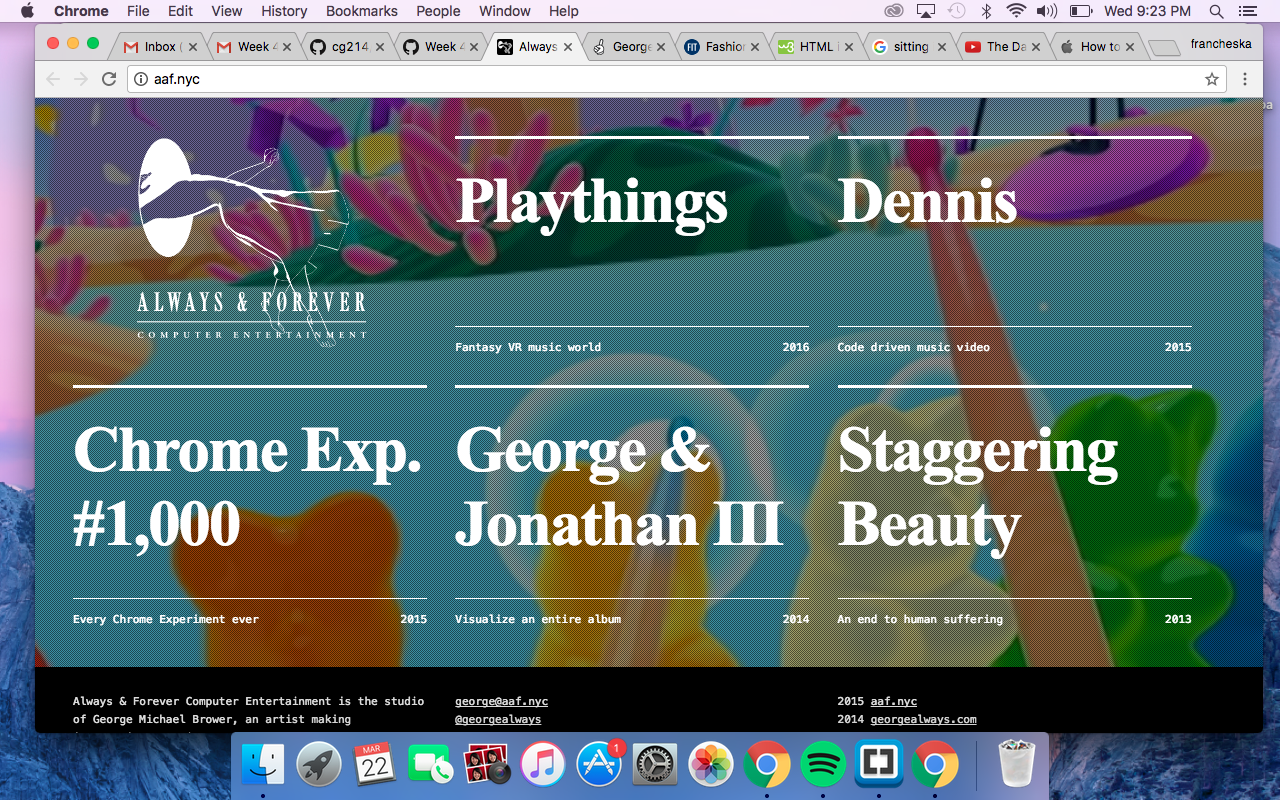 Chrome File Edit View History Bookmarks People Window Help Wed 9:23 PM
Inbox ( Week 4 cg214 Week 4 Always George Fashion HTML sitting The Da How to francheska
aaf.nyc
ALWAYS & FOREVER
COMPUTER ENTERTAINMENT
Playthings
Fantasy VR music world 2016
Dennis
Code driven music video 2015
Chrome Exp.
#1,000
Every Chrome Experiment ever 2015
George &
Jonathan III
Visualize an entire album 2014
Staggering
Beauty
An end to human suffering 2013
Always & Forever Computer Entertainment is the studio
of George Michael Brower, an artist making
george@aaf.nyc
@georgealways
2015 aaf.nyc
2014 georgealways.com
MAR
22
1